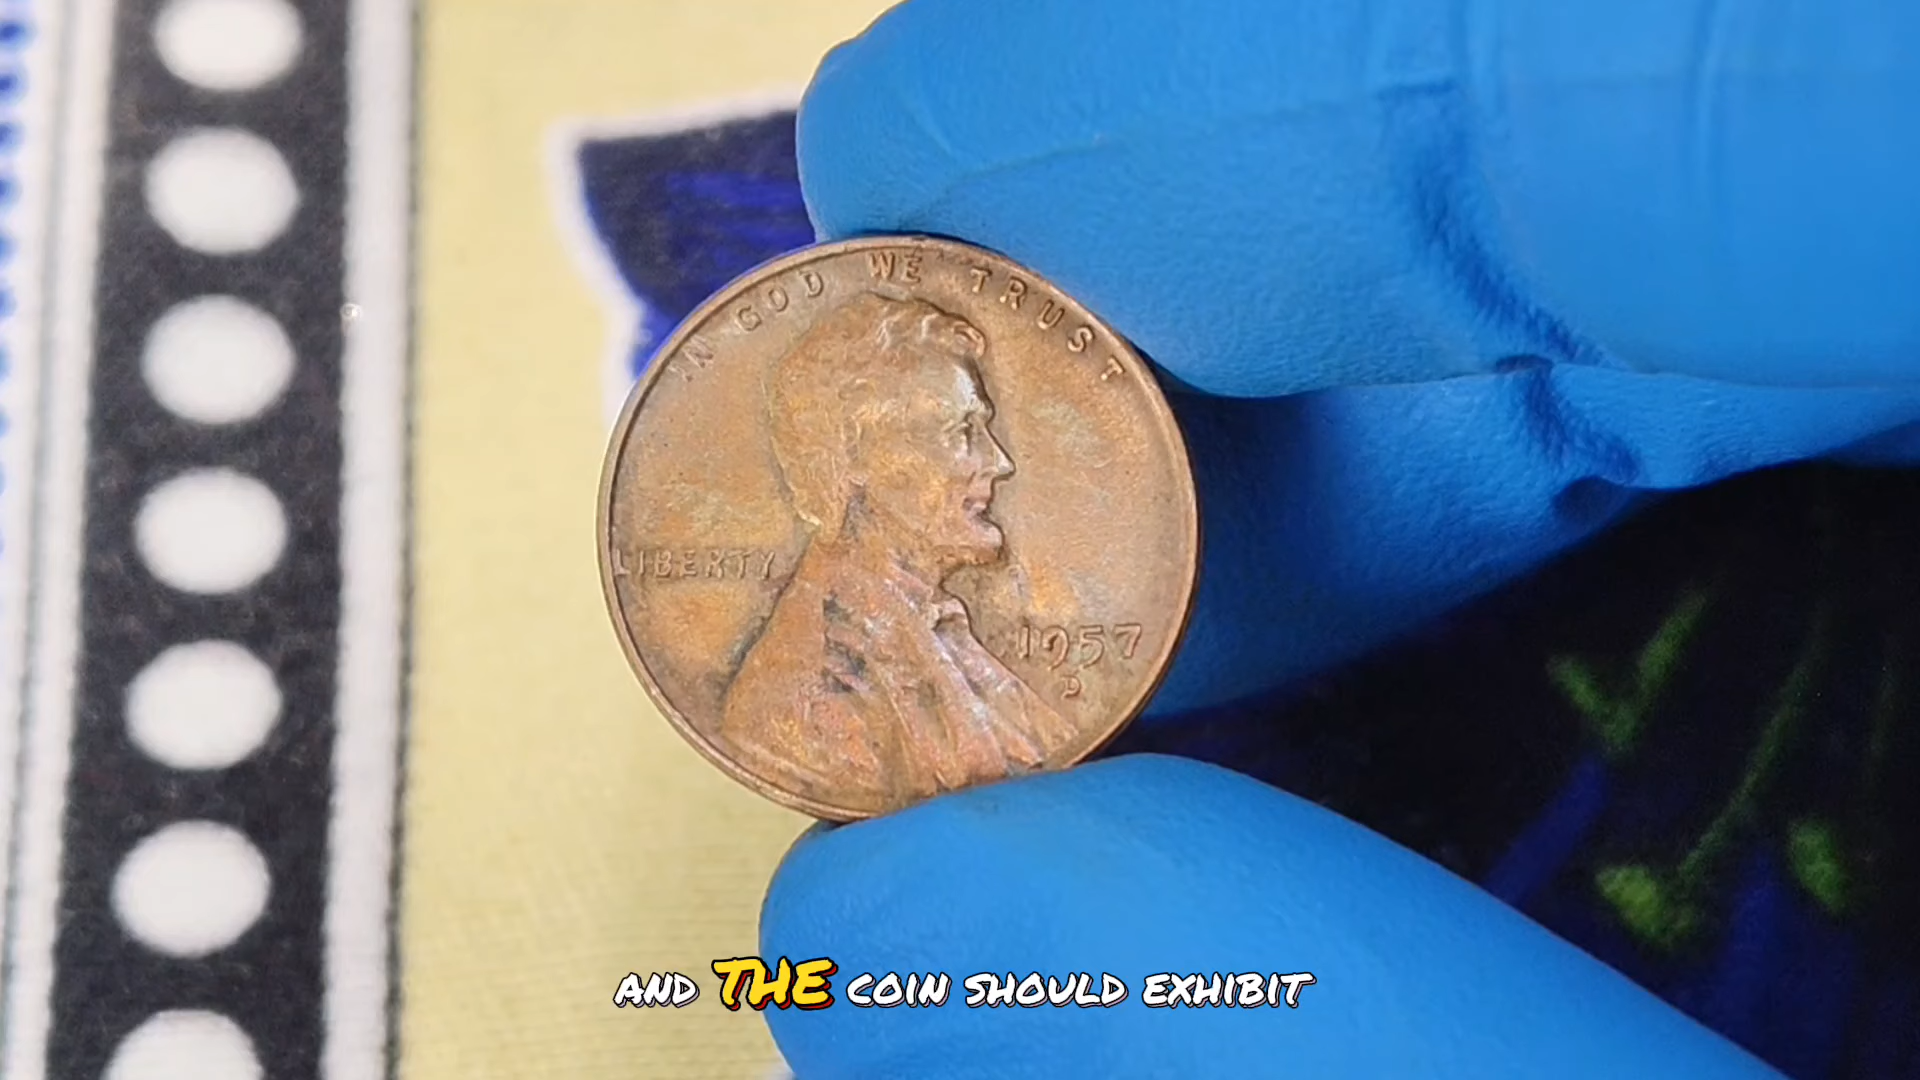 IN GOD WE TRUST
LIBERTY
1957
D
AND THE COIN SHOULD EXHIBIT